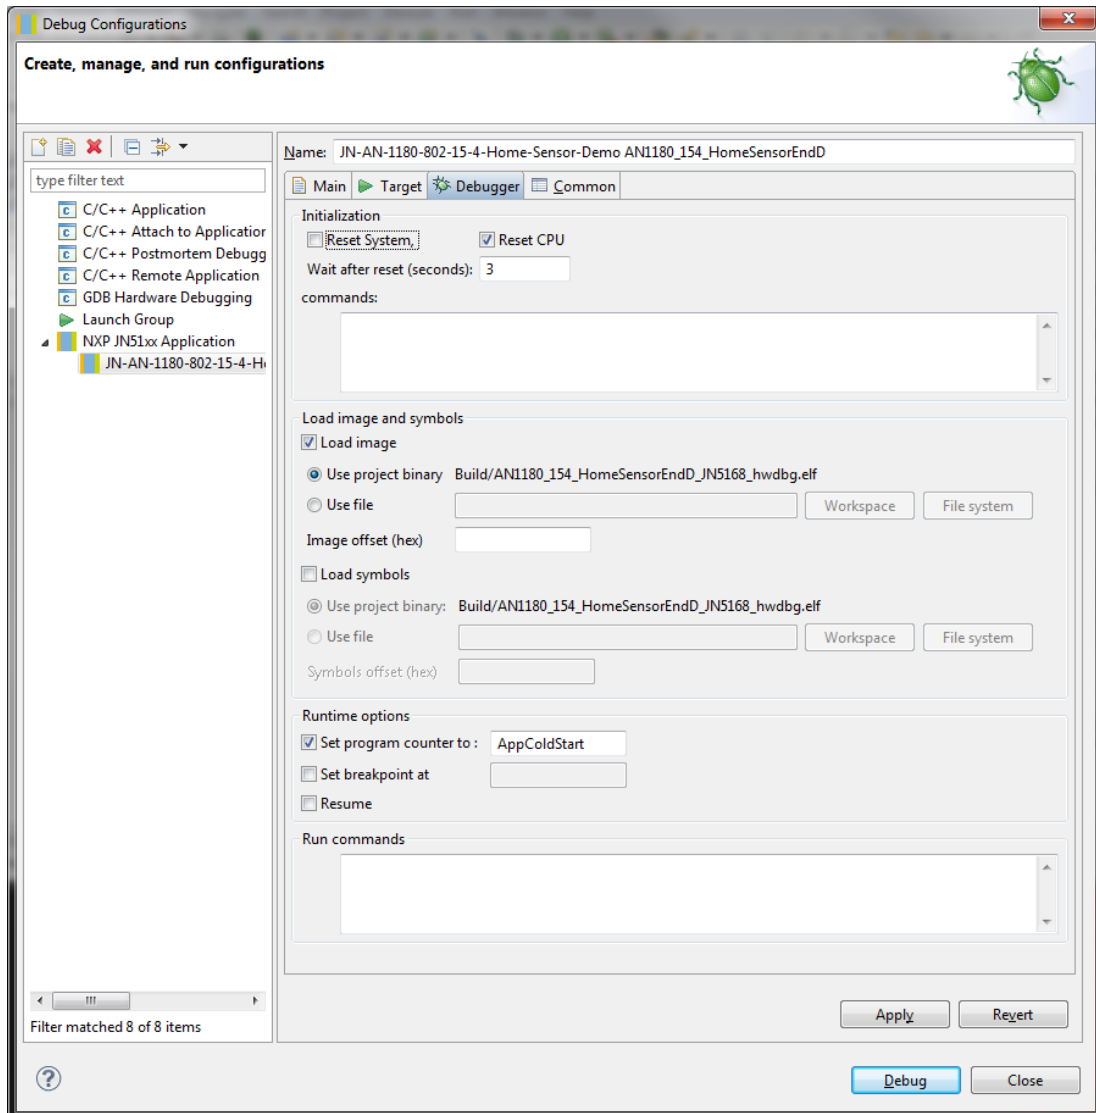 Debug Configurations
Create, manage, and run configurations
type filter text
C/C++ Application
C/C++ Attach to Application
C/C++ Postmortem Debugg
C/C++ Remote Application
GDB Hardware Debugging
Launch Group
NXP JN51xx Application
JN-AN-1180-802-15-4-H
Filter matched 8 of 8 items
Name: JN-AN-1180-802-15-4-Home-Sensor-Demo AN1180_154_HomeSensorEndD
Main Target Debugger Common
Initialization
Reset System, Reset CPU
Wait after reset (seconds): 3
commands:
Load image and symbols
Load image
Use project binary Build/AN1180_154_HomeSensorEndD_JN5168_hwdbg.elf
Use file Workspace File system
Image offset (hex)
Load symbols
Use project binary: Build/AN1180_154_HomeSensorEndD_JN5168_hwdbg.elf
Use file Workspace File system
Symbols offset (hex)
Runtime options
Set program counter to : AppColdStart
Set breakpoint at
Resume
Run commands
Apply Revert
Debug Close